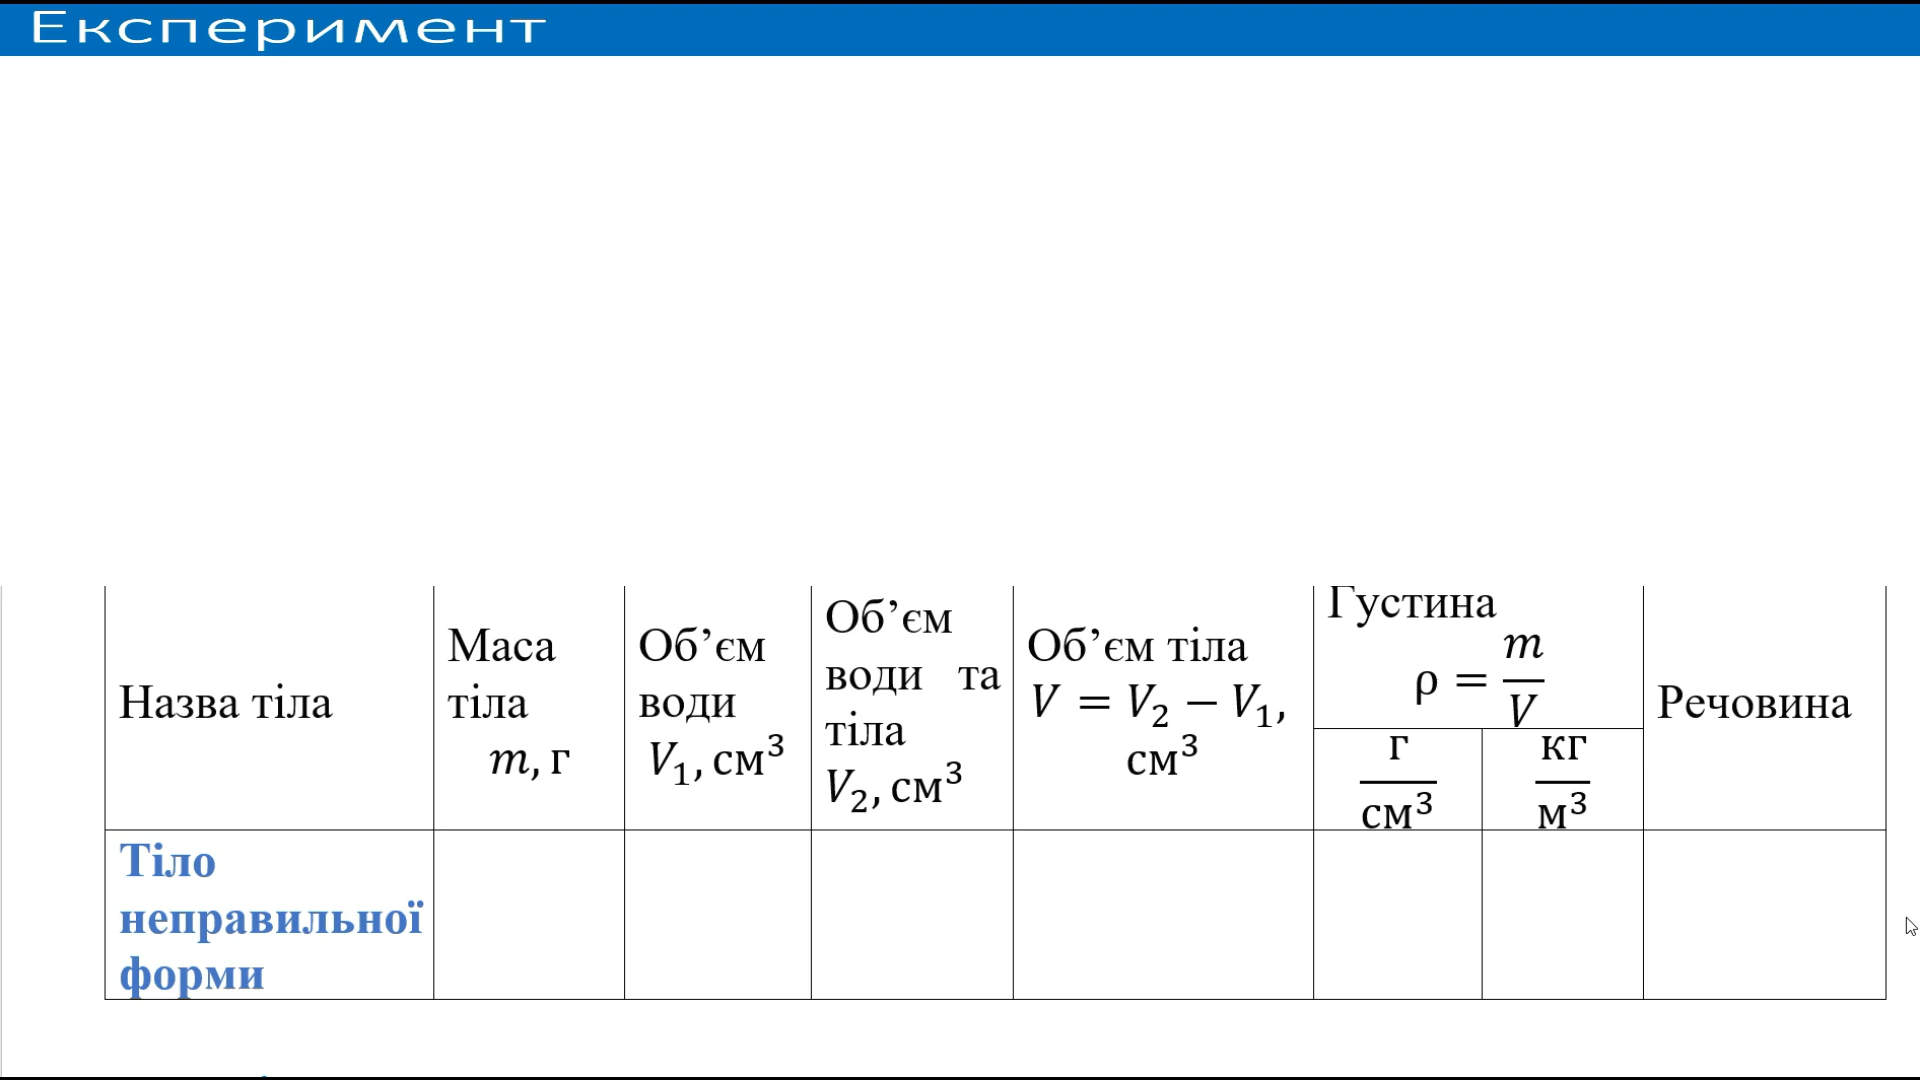 Експеримент
Назва тіла
Маса
тіла
m, г
Об’єм
води
V₁, см³
Об’єм
води та
тіла
V₂, см³
Об’єм тіла
V = V₂ − V₁,
см³
Густина
ρ = m/V
г/см³
кг/м³
Речовина
Тіло
неправильної
форми